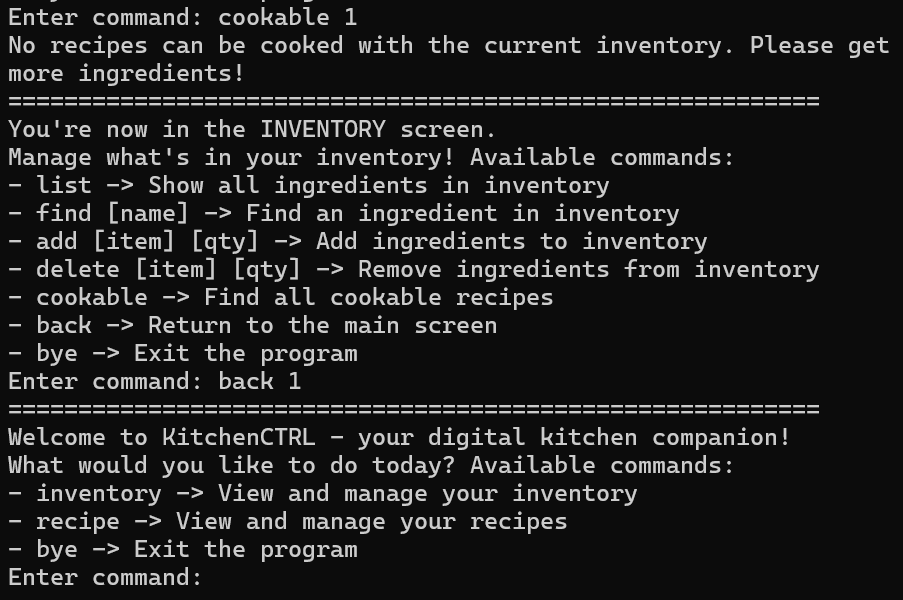 Enter command: cookable 1
No recipes can be cooked with the current inventory. Please get
more ingredients!
==========================================================
You're now in the INVENTORY screen.
Manage what's in your inventory! Available commands:
- list -> Show all ingredients in inventory
- find [name] -> Find an ingredient in inventory
- add [item] [qty] -> Add ingredients to inventory
- delete [item] [qty] -> Remove ingredients from inventory
- cookable -> Find all cookable recipes
- back -> Return to the main screen
- bye -> Exit the program
Enter command: back 1
==========================================================
Welcome to KitchenCTRL - your digital kitchen companion!
What would you like to do today? Available commands:
- inventory -> View and manage your inventory
- recipe -> View and manage your recipes
- bye -> Exit the program
Enter command: